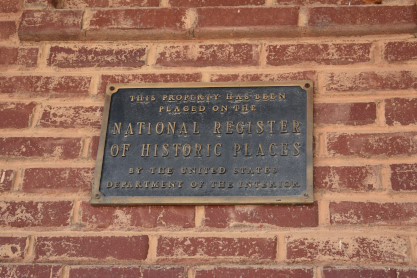 THIS PROPERTY HAS BEEN
PLACED ON THE
NATIONAL REGISTER
OF HISTORIC PLACES
BY THE UNITED STATES
DEPARTMENT OF THE INTERIOR